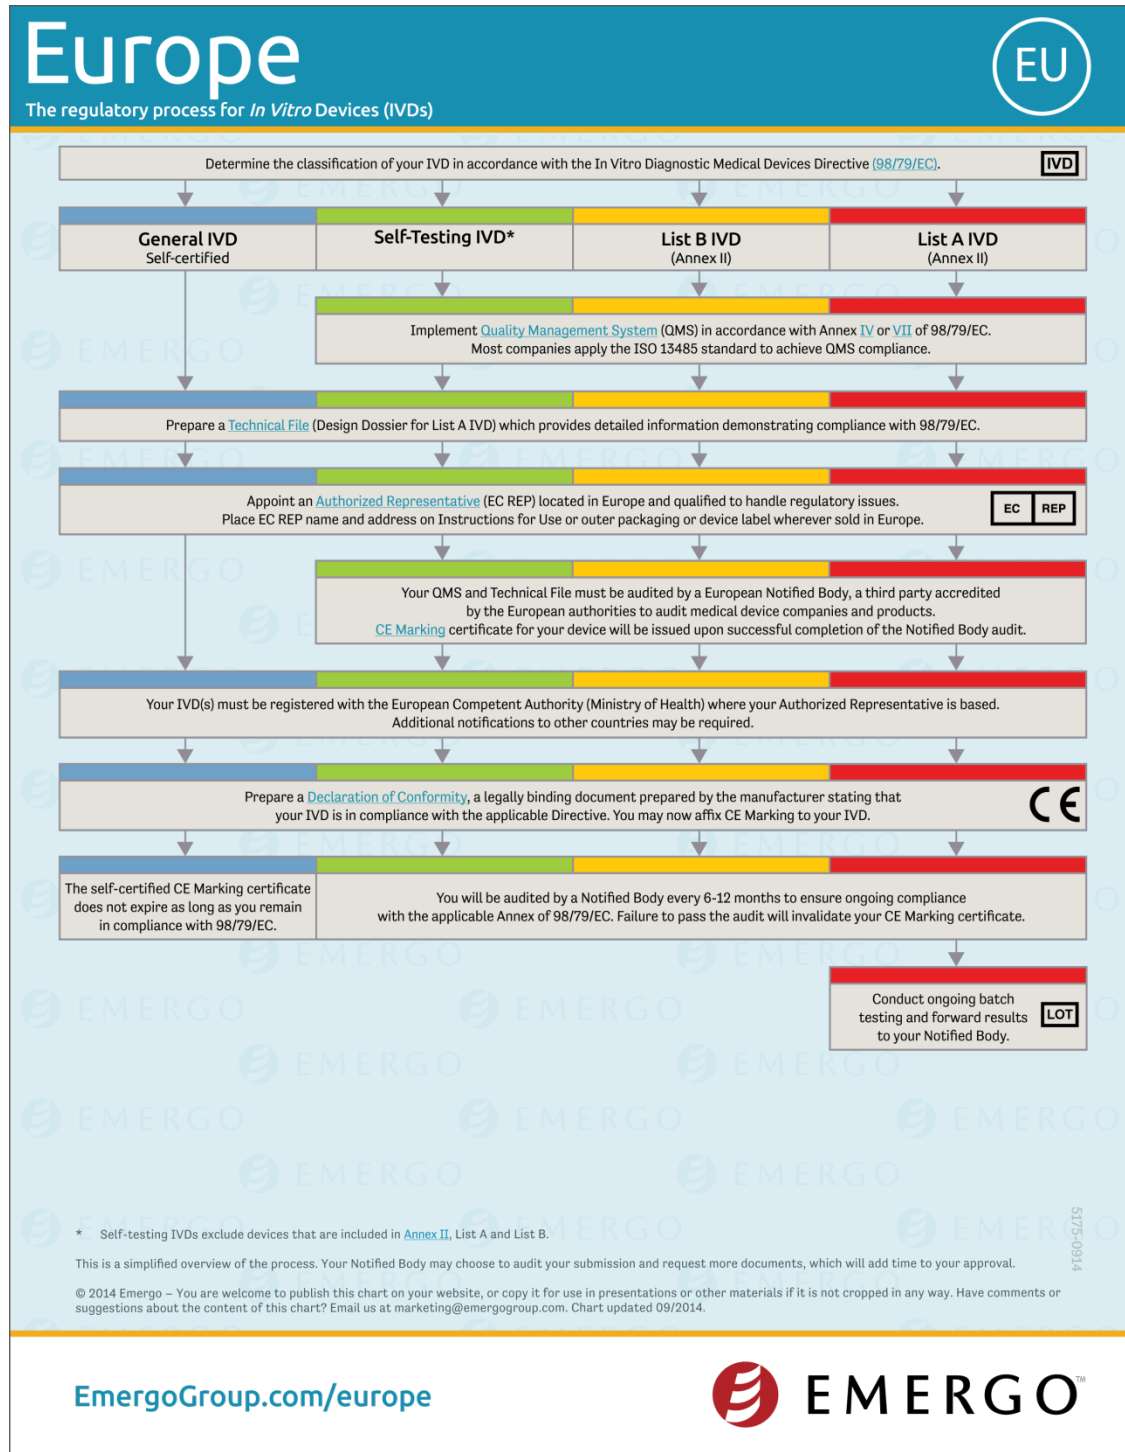 Europe
EU
The regulatory process for In Vitro Devices (IVDs)
Determine the classification of your IVD in accordance with the In Vitro Diagnostic Medical Devices Directive (98/79/EC).
IVD
General IVD
Self-certified
Self-Testing IVD*
List B IVD
(Annex II)
List A IVD
(Annex II)
Implement Quality Management System (QMS) in accordance with Annex IV or VII of 98/79/EC.
Most companies apply the ISO 13485 standard to achieve QMS compliance.
Prepare a Technical File (Design Dossier for List A IVD) which provides detailed information demonstrating compliance with 98/79/EC.
Appoint an Authorized Representative (EC REP) located in Europe and qualified to handle regulatory issues.
Place EC REP name and address on Instructions for Use or outer packaging or device label wherever sold in Europe.
EC REP
Your QMS and Technical File must be audited by a European Notified Body, a third party accredited
by the European authorities to audit medical device companies and products.
CE Marking certificate for your device will be issued upon successful completion of the Notified Body audit.
Your IVD(s) must be registered with the European Competent Authority (Ministry of Health) where your Authorized Representative is based.
Additional notifications to other countries may be required.
Prepare a Declaration of Conformity, a legally binding document prepared by the manufacturer stating that
your IVD is in compliance with the applicable Directive. You may now affix CE Marking to your IVD.
CE
The self-certified CE Marking certificate
does not expire as long as you remain
in compliance with 98/79/EC.
You will be audited by a Notified Body every 6-12 months to ensure ongoing compliance
with the applicable Annex of 98/79/EC. Failure to pass the audit will invalidate your CE Marking certificate.
Conduct ongoing batch
testing and forward results
to your Notified Body.
LOT
* Self-testing IVDs exclude devices that are included in Annex II, List A and List B.
This is a simplified overview of the process. Your Notified Body may choose to audit your submission and request more documents, which will add time to your approval.
© 2014 Emergo – You are welcome to publish this chart on your website, or copy it for use in presentations or other materials if it is not cropped in any way. Have comments or
suggestions about the content of this chart? Email us at marketing@emergogroup.com. Chart updated 09/2014.
5175-0914
EmergoGroup.com/europe
EMERGO™